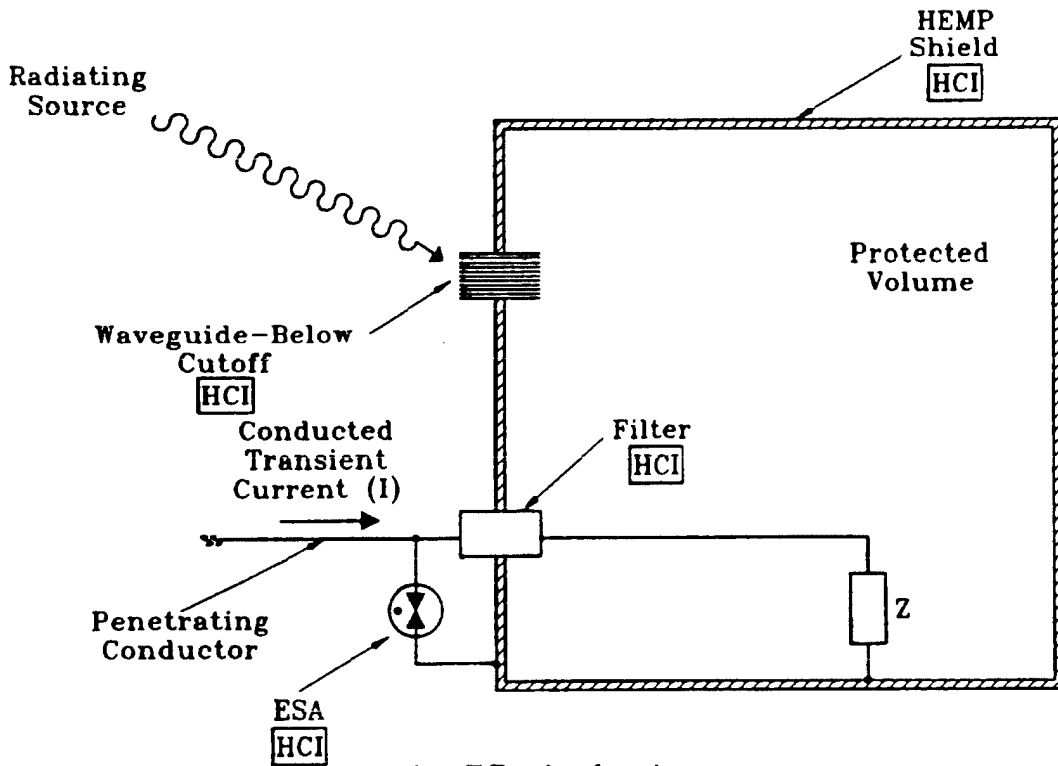 HEMP
Shield
HCI
Radiating
Source
Protected
Volume
Waveguide-Below
Cutoff
HCI
Conducted
Transient
Current (I)
Filter
HCI
Z
Penetrating
Conductor
ESA
HCI